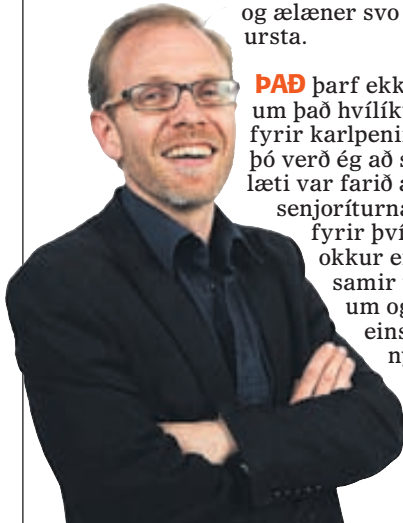 og ælæner svo
ursta.
ÞAÐ þarf ekk
um það hvílík
fyrir karlpenin
þó verð ég að s
læti var farið a
senjoríturna
fyrir því
okkur e
samir
um og
eins